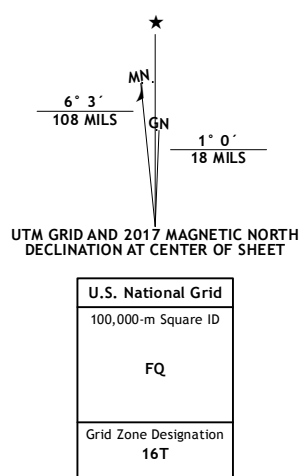 MN
GN
6° 3´
108 MILS
1° 0´
18 MILS
UTM GRID AND 2017 MAGNETIC NORTH
DECLINATION AT CENTER OF SHEET
U.S. National Grid
100,000-m Square ID
FQ
Grid Zone Designation
16T